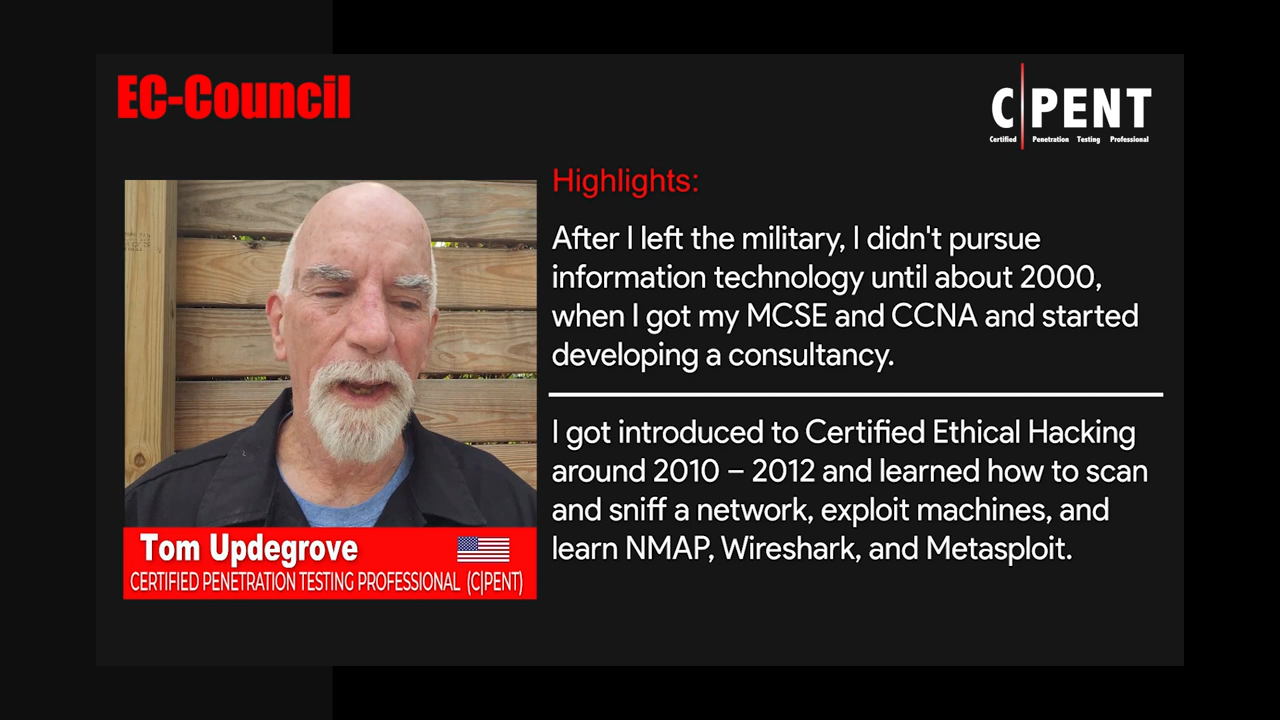 EC-Council
C|PENT
Certified Penetration Testing Professional
Highlights:
After I left the military, I didn't pursue
information technology until about 2000,
when I got my MCSE and CCNA and started
developing a consultancy.
I got introduced to Certified Ethical Hacking
around 2010 – 2012 and learned how to scan
and sniff a network, exploit machines, and
learn NMAP, Wireshark, and Metasploit.
Tom Updegrove
CERTIFIED PENETRATION TESTING PROFESSIONAL (C|PENT)